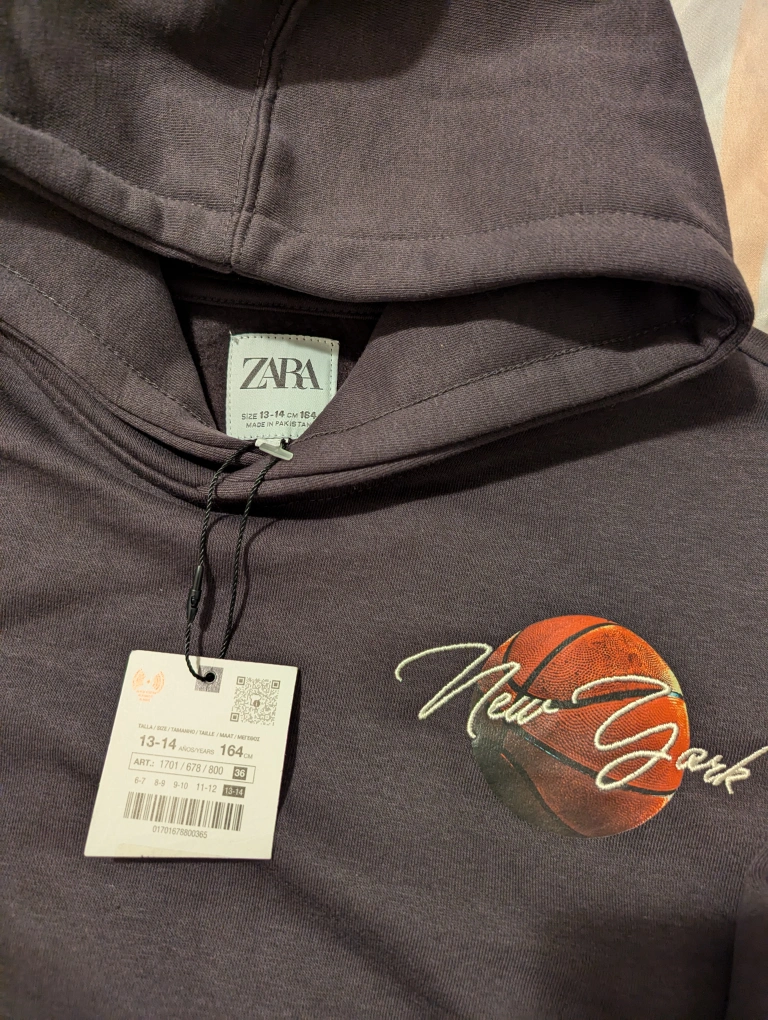 ZARA
SIZE 13-14 CM 164
MADE IN PAKISTAN
New York
TALLA / SIZE / TAMANHO / TAILLE / MAAT / МЕГЕБОС
13-14 AÑOS/YEARS 164 CM
ART.: 1701 / 678 / 800 36
6-7 8-9 9-10 11-12 13-14
01701678800365